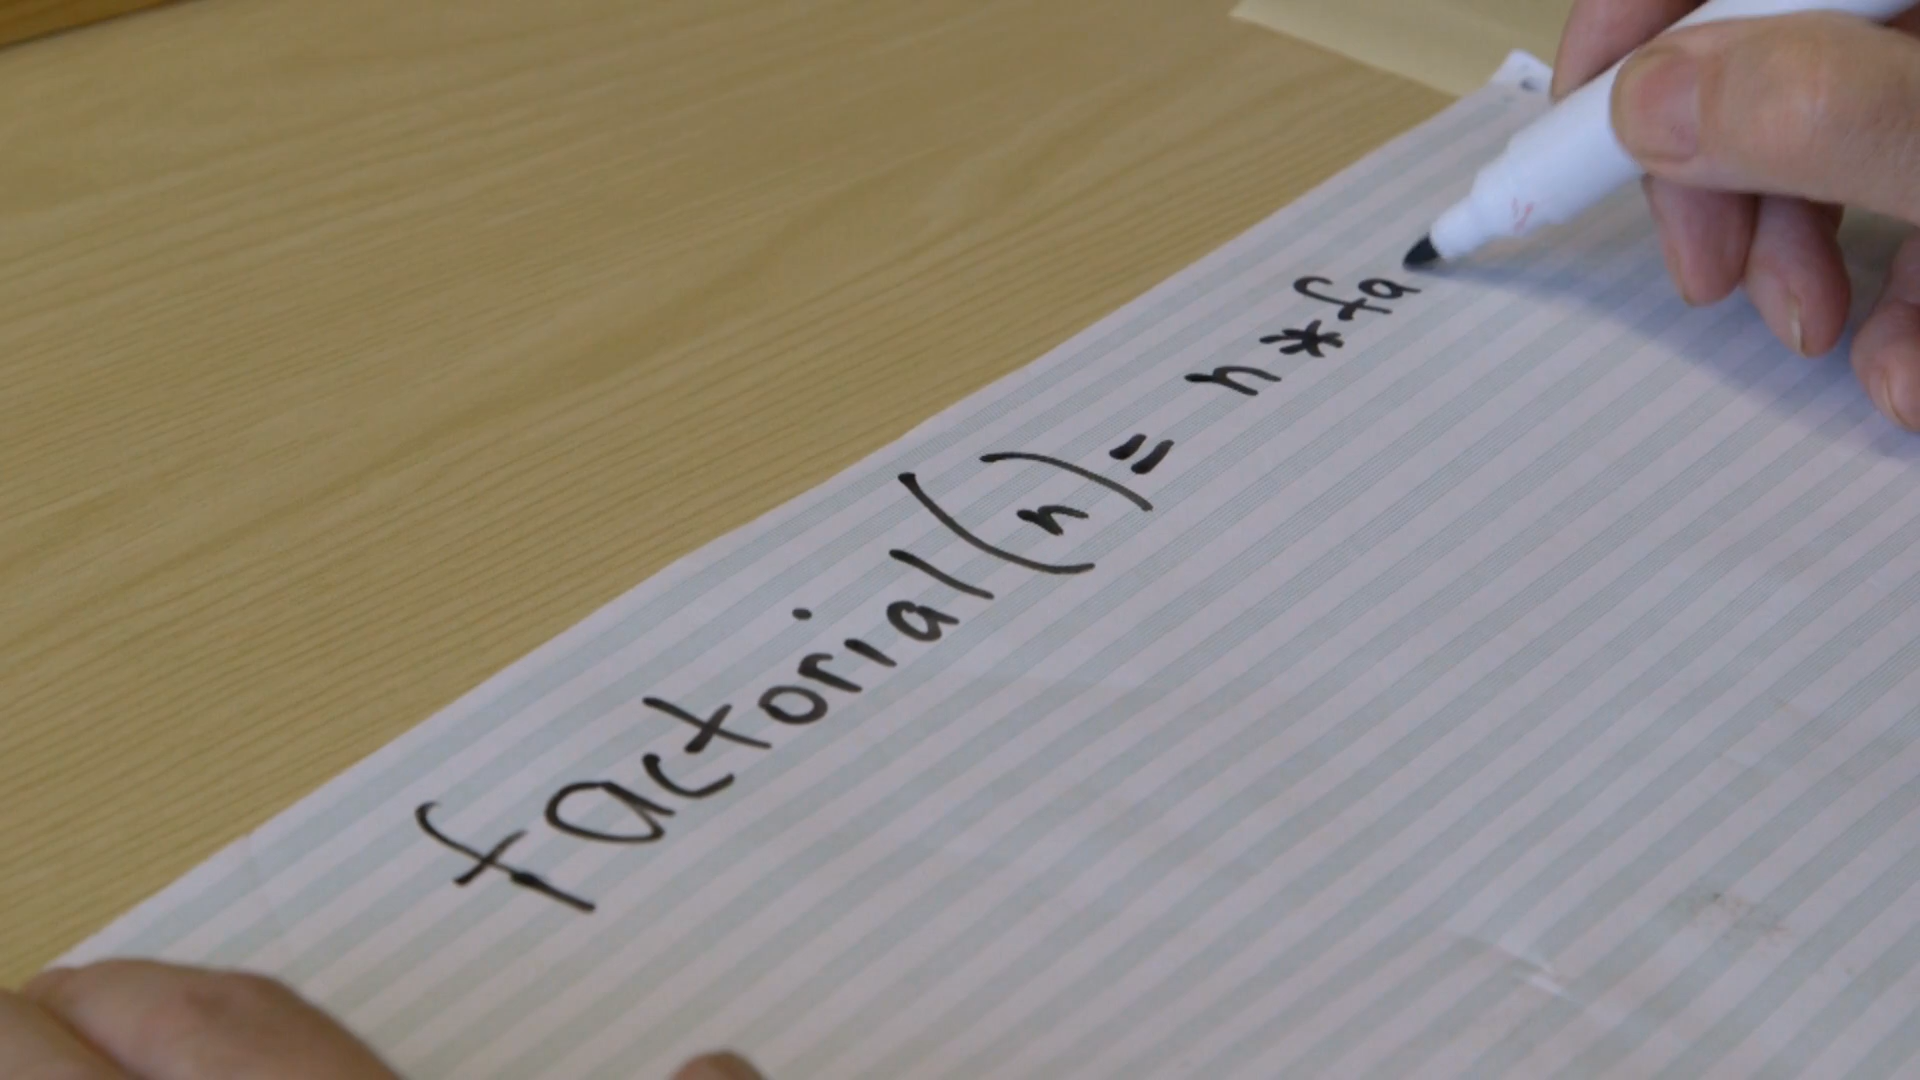 factorial(n) = n * fa